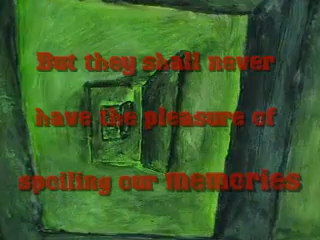 But they shall never
have the pleasure of
spoiling our memories